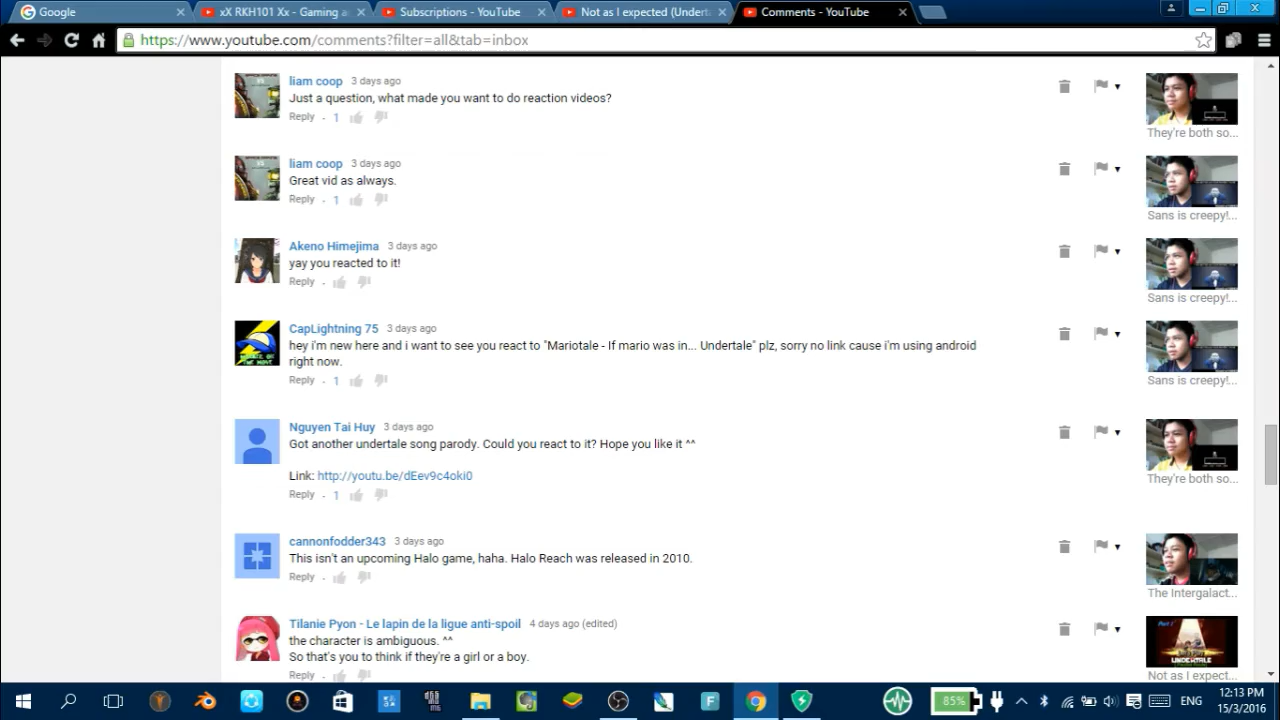 Google
xX RKH101 Xx - Gaming a
Subscriptions - YouTube
Not as I expected (Undert
Comments - YouTube
https://www.youtube.com/comments?filter=all&tab=inbox
liam coop 3 days ago
Just a question, what made you want to do reaction videos?
Reply · 1
They're both so...
liam coop 3 days ago
Great vid as always.
Reply · 1
Sans is creepy!...
Akeno Himejima 3 days ago
yay you reacted to it!
Reply ·
Sans is creepy!...
CapLightning 75 3 days ago
hey i'm new here and i want to see you react to "Mariotale - If mario was in... Undertale" plz, sorry no link cause i'm using android
right now.
Reply · 1
Sans is creepy!...
Nguyen Tai Huy 3 days ago
Got another undertale song parody. Could you react to it? Hope you like it ^^
Link: http://youtu.be/dEev9c4oki0
Reply · 1
They're both so...
cannonfodder343 3 days ago
This isn't an upcoming Halo game, haha. Halo Reach was released in 2010.
Reply ·
The Intergalact...
Tilanie Pyon - Le lapin de la ligue anti-spoil 4 days ago (edited)
the character is ambiguous. ^^
So that's you to think if they're a girl or a boy.
Reply ·
Part 1
UNDERTALE
Not as I expect...
85%
ENG
12:13 PM
15/3/2016